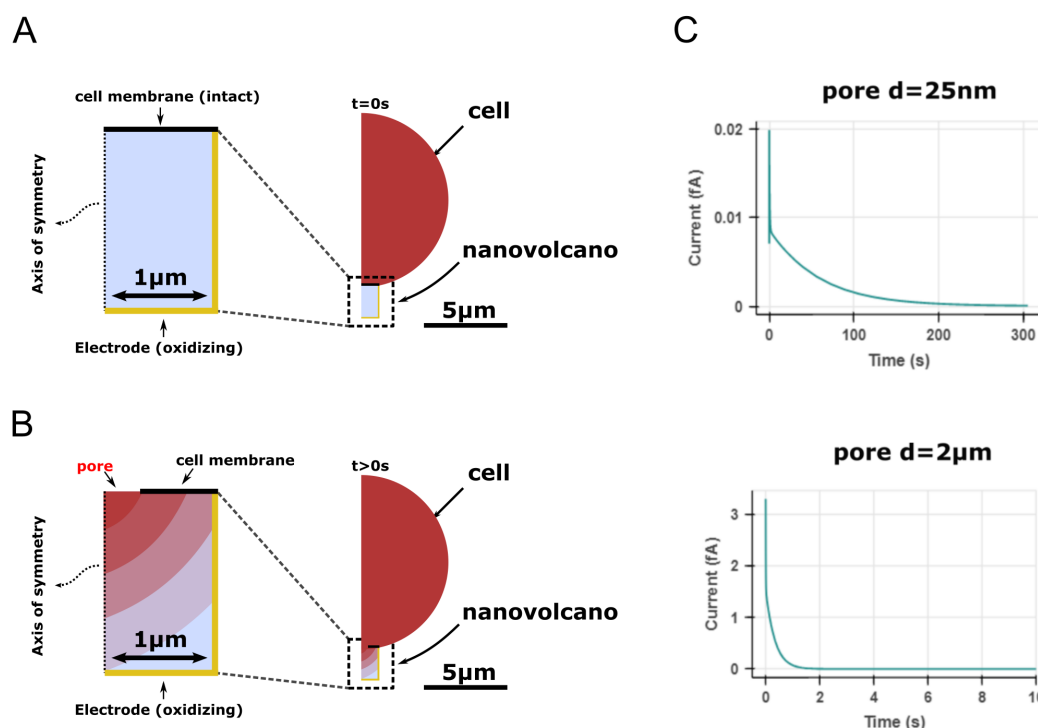 A
cell membrane (intact)
t=0s
cell
Axis of symmetry
1µm
nanovolcano
5µm
Electrode (oxidizing)
B
pore
cell membrane
t>0s
cell
Axis of symmetry
1µm
nanovolcano
5µm
Electrode (oxidizing)
C
pore d=25nm
Current (fA)
0.02
0.01
0
0
100
200
300
Time (s)
pore d=2µm
Current (fA)
3
2
1
0
0
2
4
6
8
10
Time (s)